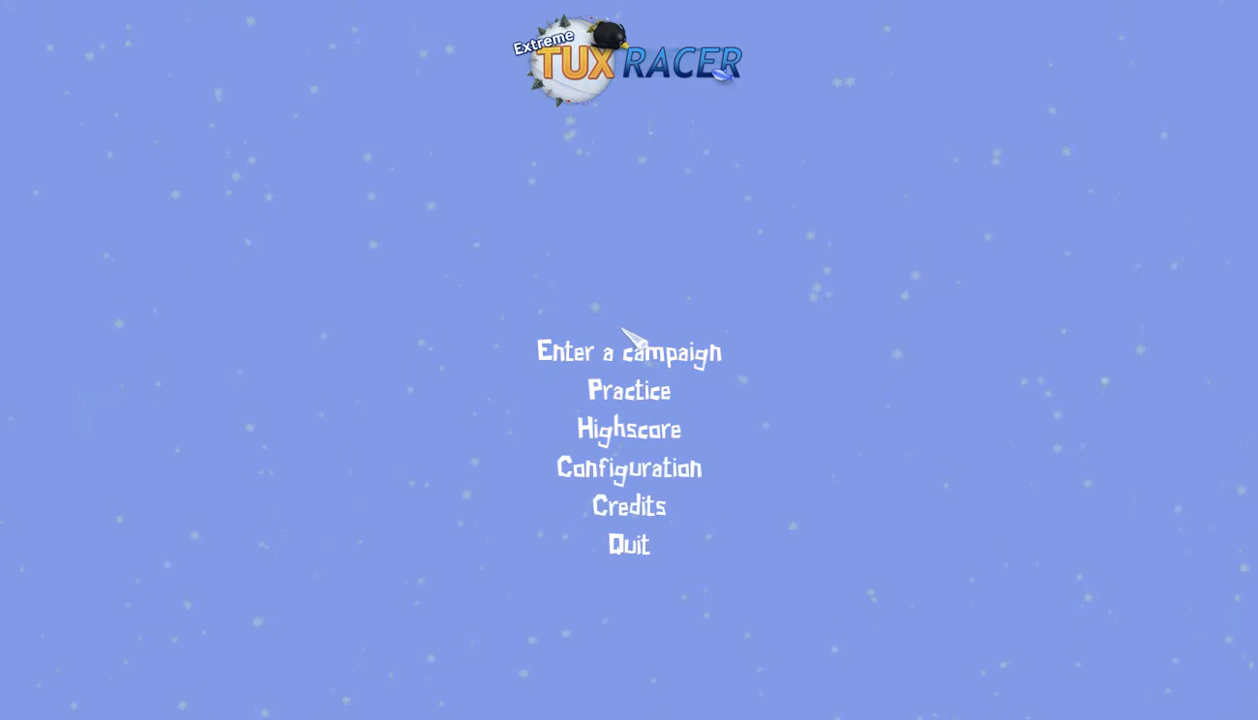 Extreme
TUX RACER
Enter a campaign
Practice
Highscore
Configuration
Credits
Quit